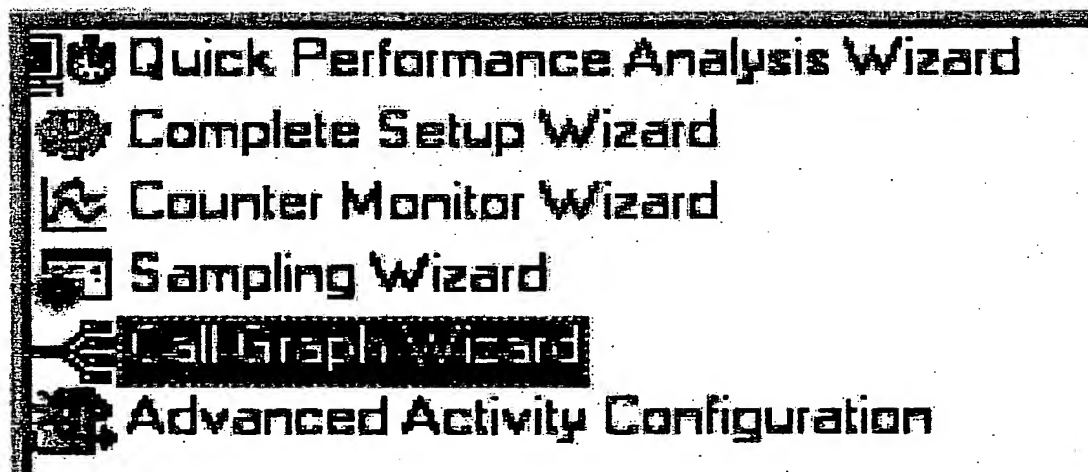 Quick Performance Analysis Wizard
Complete Setup Wizard
Counter Monitor Wizard
Sampling Wizard
Call Graph Wizard
Advanced Activity Configuration